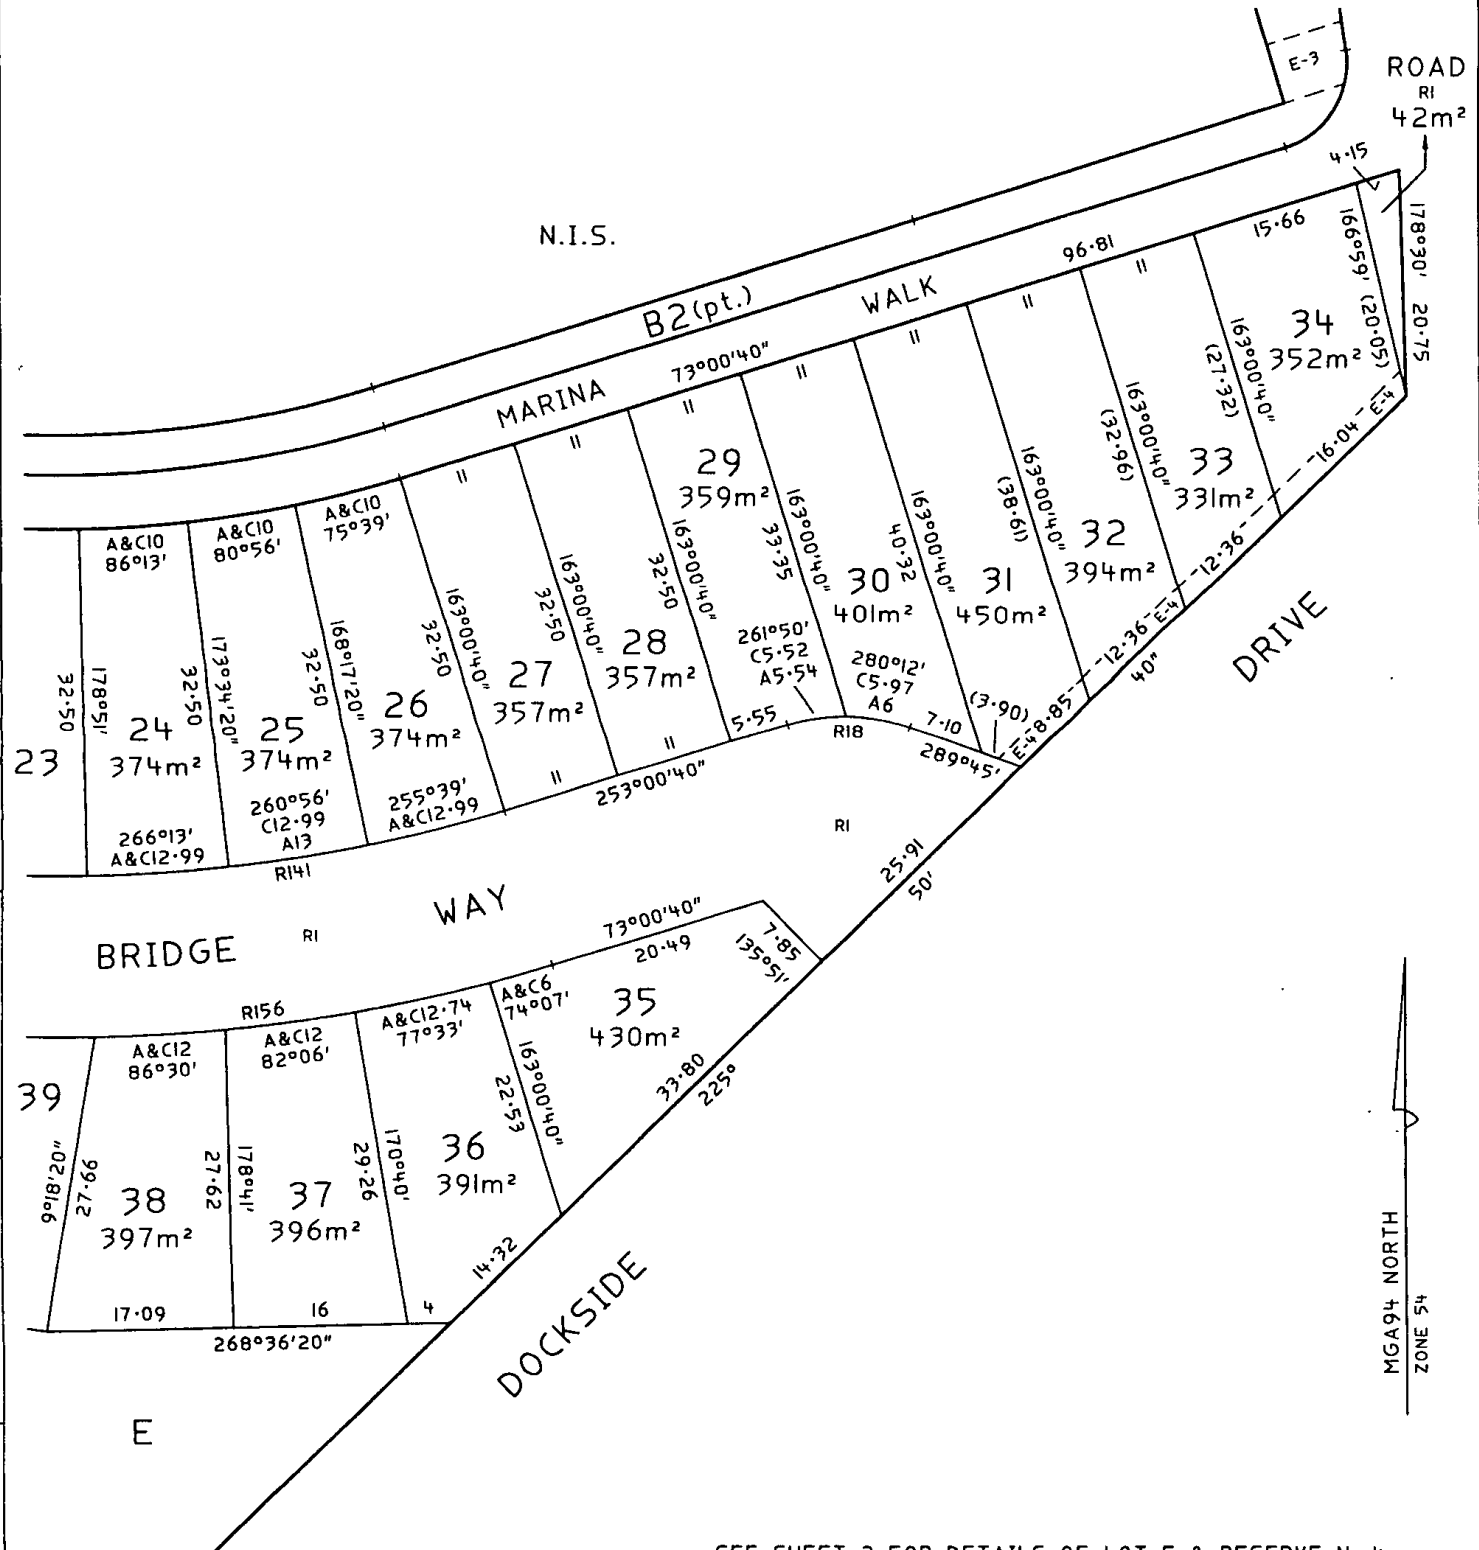 E-3
ROAD
R1
42m²
4·15
N.I.S.
B2(pt.)
MARINA WALK
73°00'40"
96·81
15·66
11
11
11
11
11
11
11
166°59' (20·05)
178°30' 20·75
34
352m²
163°00'40"
(27·32)
33
331m²
163°00'40"
(32·96)
32
394m²
163°00'40"
(38·61)
31
450m²
163°00'40"
40·32
30
401m²
163°00'40"
33·35
29
359m²
163°00'40"
32·50
28
357m²
163°00'40"
32·50
27
357m²
163°00'40"
32·50
26
374m²
168°17'20"
32·50
25
374m²
173°34'20"
32·50
24
374m²
178°51'
32·50
23
A&C10
86°13'
A&C10
80°56'
A&C10
75°39'
266°13'
A&C12·99
260°56'
C12·99
A13
255°39'
A&C12·99
R141
11
11
253°00'40"
5·55
261°50'
C5·52
A5·54
280°12'
C5·97
A6
R18
7·10
289°45'
(3·90)
E-4
8·85
12·36
E-4
12·36
16·04
E-4
DOCKSIDE DRIVE
225° 50' 40"
25·91
R1
BRIDGE WAY
R1
73°00'40"
20·49
7·85
135°51'
R156
A&C12
86°30'
A&C12
82°06'
A&C12·74
77°33'
A&C6
74°07'
35
430m²
33·80
163°00'40"
22·53
36
391m²
170°40'
29·26
37
396m²
178°41'
27·62
38
397m²
9°18'20"
27·66
39
17·09
16
4
14·32
268°36'20"
E
MGA94 NORTH
ZONE 54